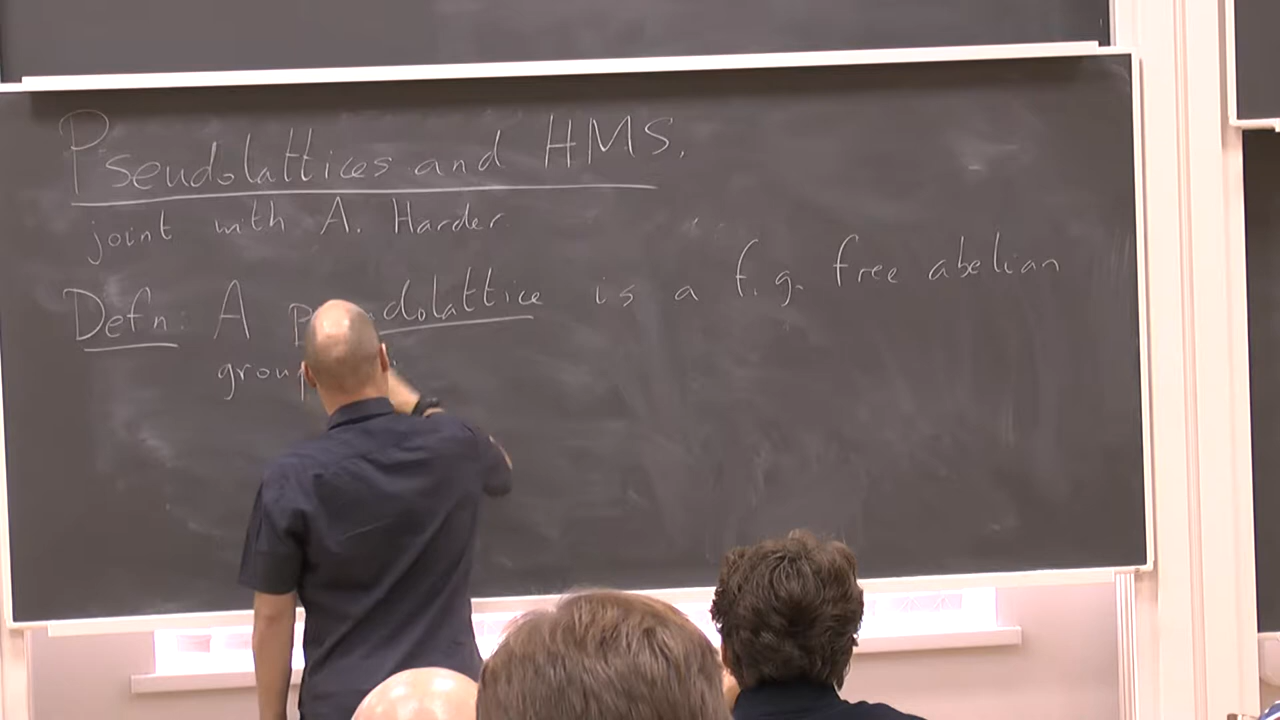 Pseudolattices and HMS.
joint with A. Harder
Defn: A pseudolattice is a f.g. free abelian
group